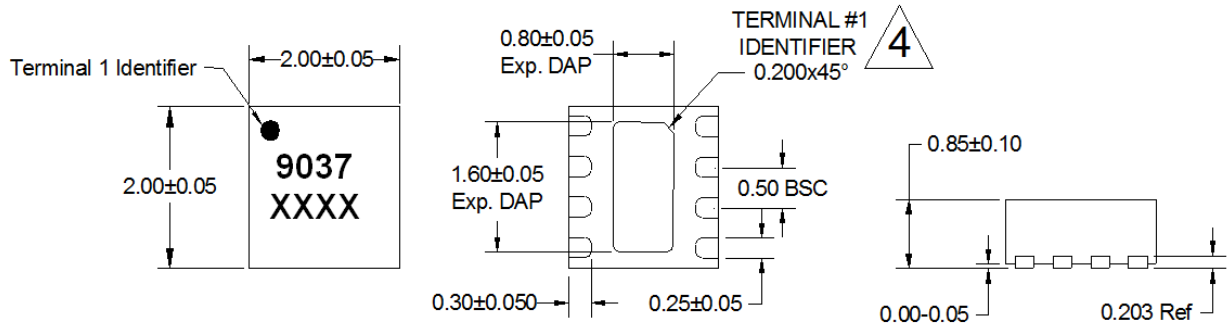 Terminal 1 Identifier
2.00±0.05
2.00±0.05
9037
XXXX
0.80±0.05
Exp. DAP
TERMINAL #1
IDENTIFIER
0.200x45°
4
1.60±0.05
Exp. DAP
0.50 BSC
0.30±0.050
0.25±0.05
0.85±0.10
0.00-0.05
0.203 Ref